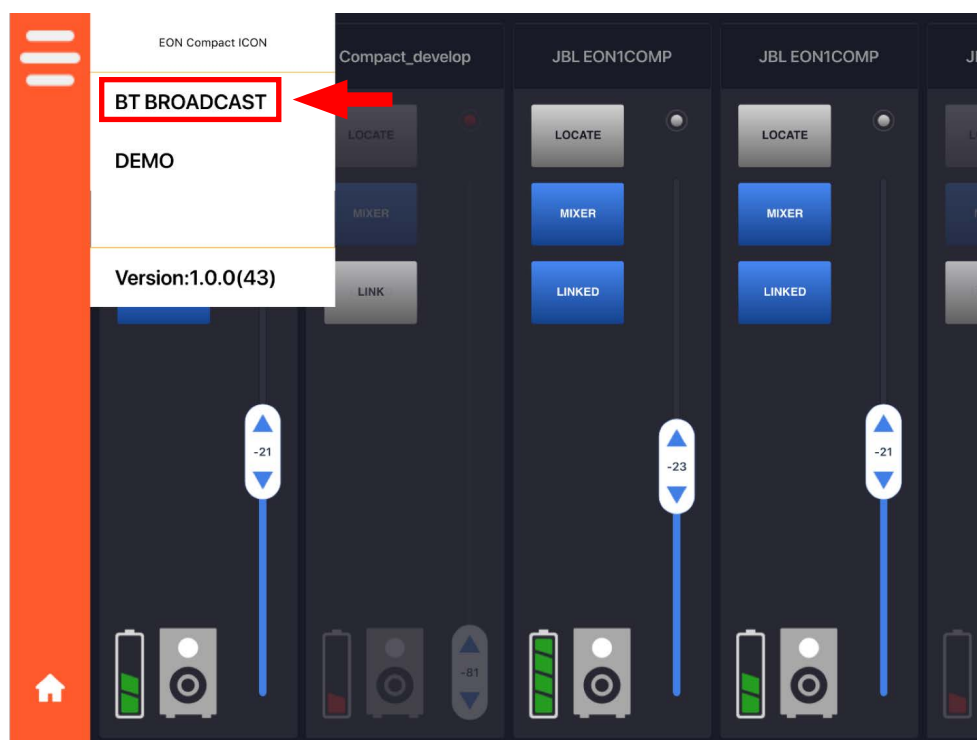 EON Compact ICON
BT BROADCAST
DEMO
Version:1.0.0(43)
Compact_develop
LOCATE
MIXER
LINK
-81
-21
JBL EON1COMP
LOCATE
MIXER
LINKED
-23
JBL EON1COMP
LOCATE
MIXER
LINKED
-21